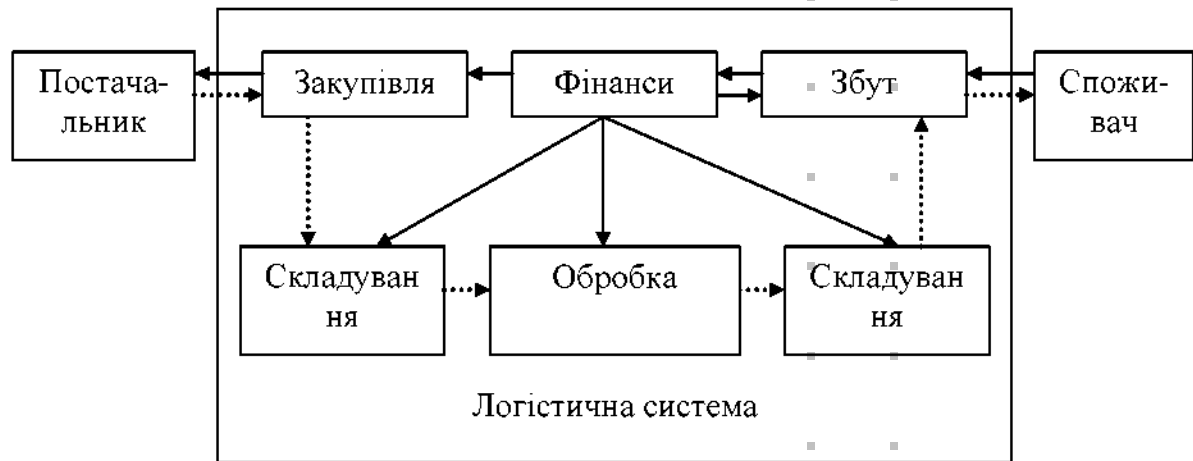 Постача-
льник
Закупівля
Фінанси
Збут
Спожи-
вач
Складуван
ня
Обробка
Складуван
ня
Логістична система